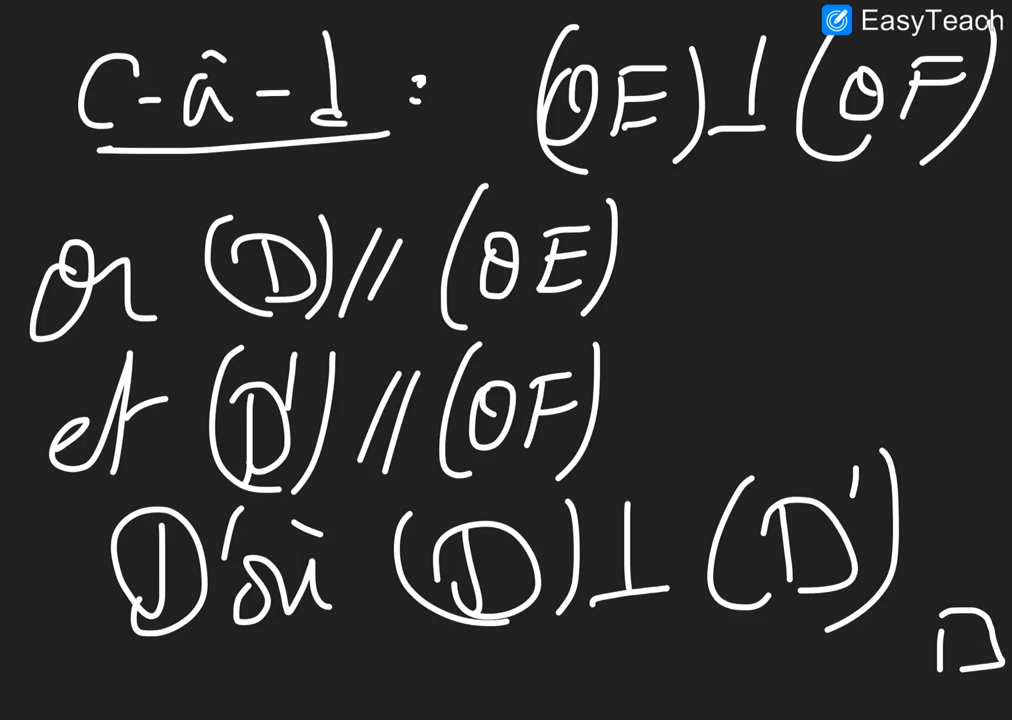 EasyTeach
C-à-d : (OE) ⊥ (OF)
or (D) // (OE)
et (D') // (OF)
D'où (D) ⊥ (D')
□